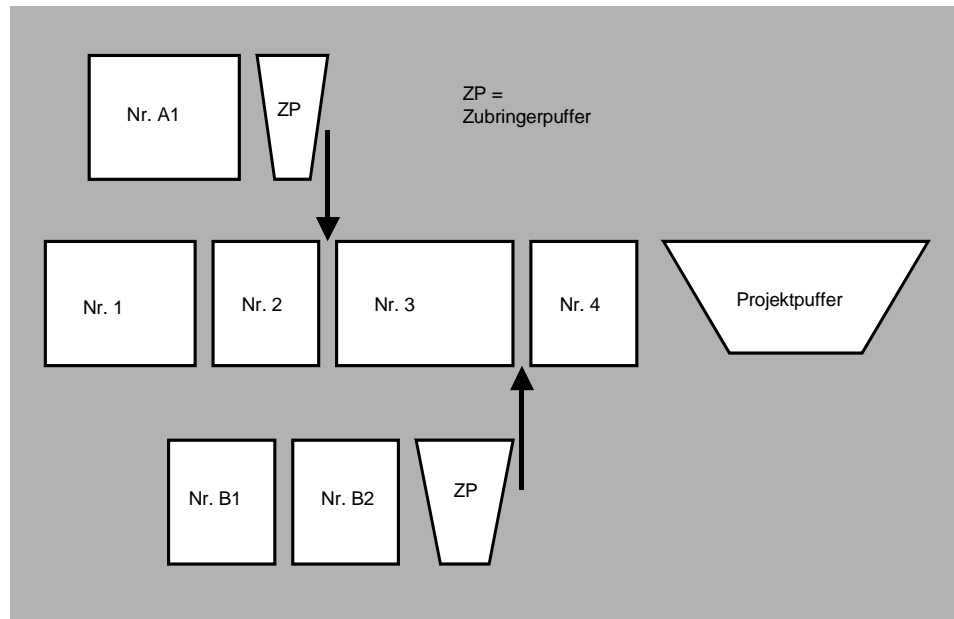 Nr. A1
ZP
ZP =
Zubringerpuffer
Nr. 1
Nr. 2
Nr. 3
Nr. 4
Projektpuffer
Nr. B1
Nr. B2
ZP